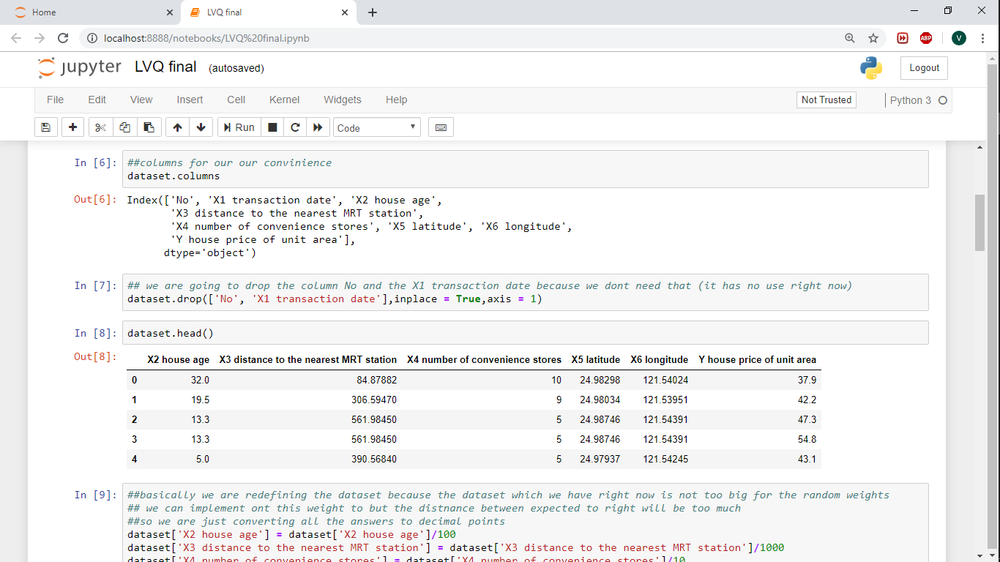 Home
LVQ final
localhost:8888/notebooks/LVQ%20final.ipynb
ABP
V
jupyter LVQ final (autosaved)
Logout
File Edit View Insert Cell Kernel Widgets Help
Not Trusted
Python 3
Run
Code
In [6]: ##columns for our our convinience
dataset.columns
Out[6]: Index(['No', 'X1 transaction date', 'X2 house age',
'X3 distance to the nearest MRT station',
'X4 number of convenience stores', 'X5 latitude', 'X6 longitude',
'Y house price of unit area'],
dtype='object')
In [7]: ## we are going to drop the column No and the X1 transaction date because we dont need that (it has no use right now)
dataset.drop(['No', 'X1 transaction date'],inplace = True,axis = 1)
In [8]: dataset.head()
Out[8]:
X2 house age X3 distance to the nearest MRT station X4 number of convenience stores X5 latitude X6 longitude Y house price of unit area
0 32.0 84.87882 10 24.98298 121.54024 37.9
1 19.5 306.59470 9 24.98034 121.53951 42.2
2 13.3 561.98450 5 24.98746 121.54391 47.3
3 13.3 561.98450 5 24.98746 121.54391 54.8
4 5.0 390.56840 5 24.97937 121.54245 43.1
In [9]: ##basically we are redefining the dataset because the dataset which we have right now is not too big for the random weights
## we can implement ont this weight to but the distnance between expected to right will be too much
##so we are just converting all the answers to decimal points
dataset['X2 house age'] = dataset['X2 house age']/100
dataset['X3 distance to the nearest MRT station'] = dataset['X3 distance to the nearest MRT station']/1000
dataset['X4 number of convenience stores'] = dataset['X4 number of convenience stores']/10